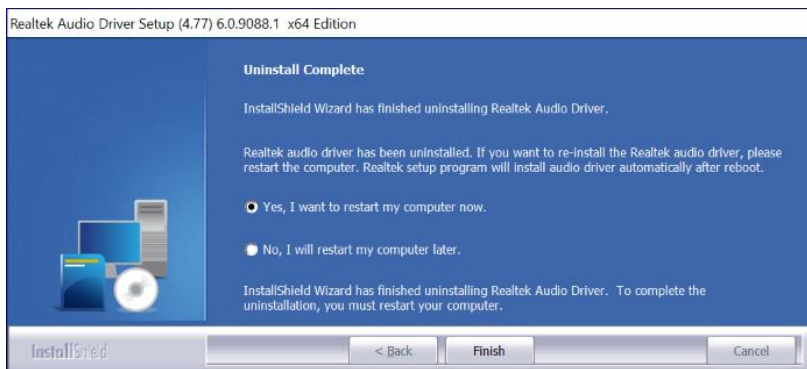 Realtek Audio Driver Setup (4.77) 6.0.9088.1 x64 Edition
Uninstall Complete
InstallShield Wizard has finished uninstalling Realtek Audio Driver.
Realtek audio driver has been uninstalled. If you want to re-install the Realtek audio driver, please
restart the computer. Realtek setup program will install audio driver automatically after reboot.
Yes, I want to restart my computer now.
No, I will restart my computer later.
InstallShield Wizard has finished uninstalling Realtek Audio Driver. To complete the
uninstallation, you must restart your computer.
InstallShield
< Back
Finish
Cancel